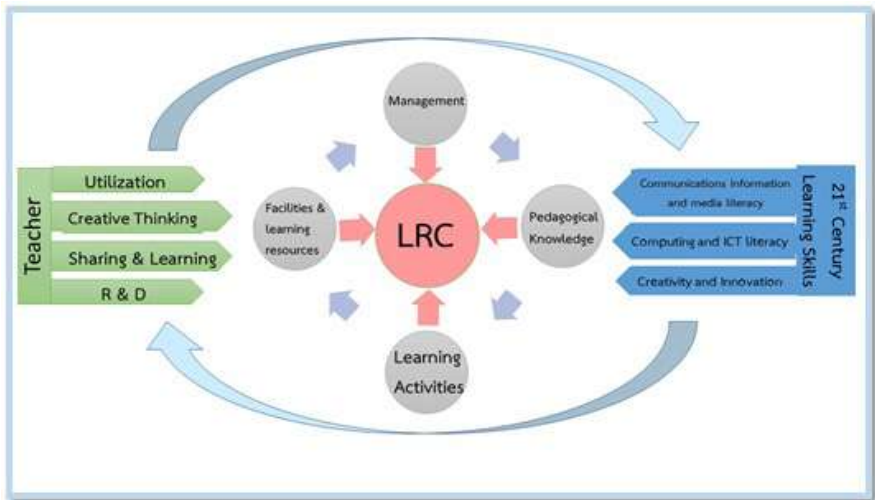 Management
Teacher
Utilization
Creative Thinking
Sharing & Learning
R & D
Facilities &
learning
resources
LRC
Pedagogical
Knowledge
Learning
Activities
Communications Information
and media literacy
Computing and ICT literacy
Creativity and Innovation
21st Century
Learning Skills